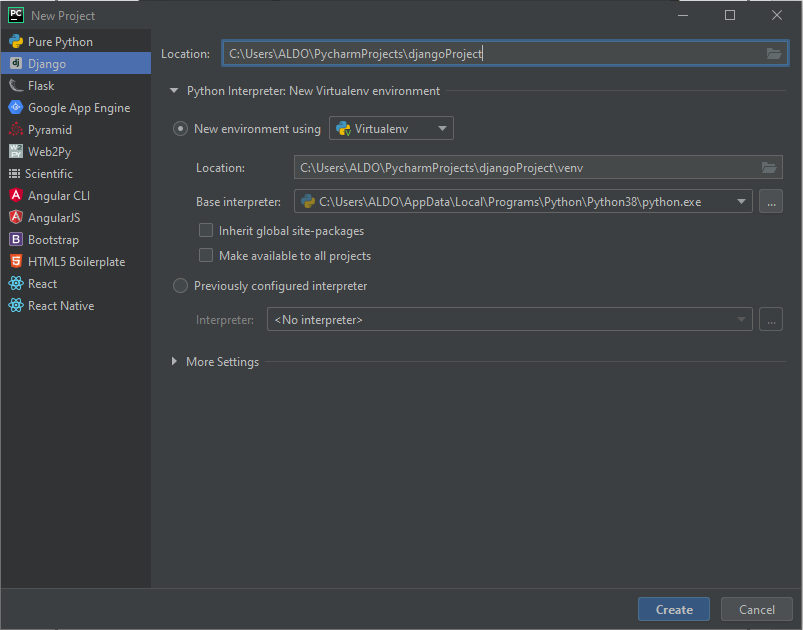 PC New Project
Pure Python
dj Django
Flask
Google App Engine
Pyramid
Web2Py
Scientific
Angular CLI
AngularJS
B Bootstrap
HTML5 Boilerplate
React
React Native
Location: C:\Users\ALDO\PycharmProjects\djangoProject
Python Interpreter: New Virtualenv environment
New environment using Virtualenv
Location: C:\Users\ALDO\PycharmProjects\djangoProject\venv
Base interpreter: C:\Users\ALDO\AppData\Local\Programs\Python\Python38\python.exe ...
Inherit global site-packages
Make available to all projects
Previously configured interpreter
Interpreter: <No interpreter> ...
More Settings
Create Cancel